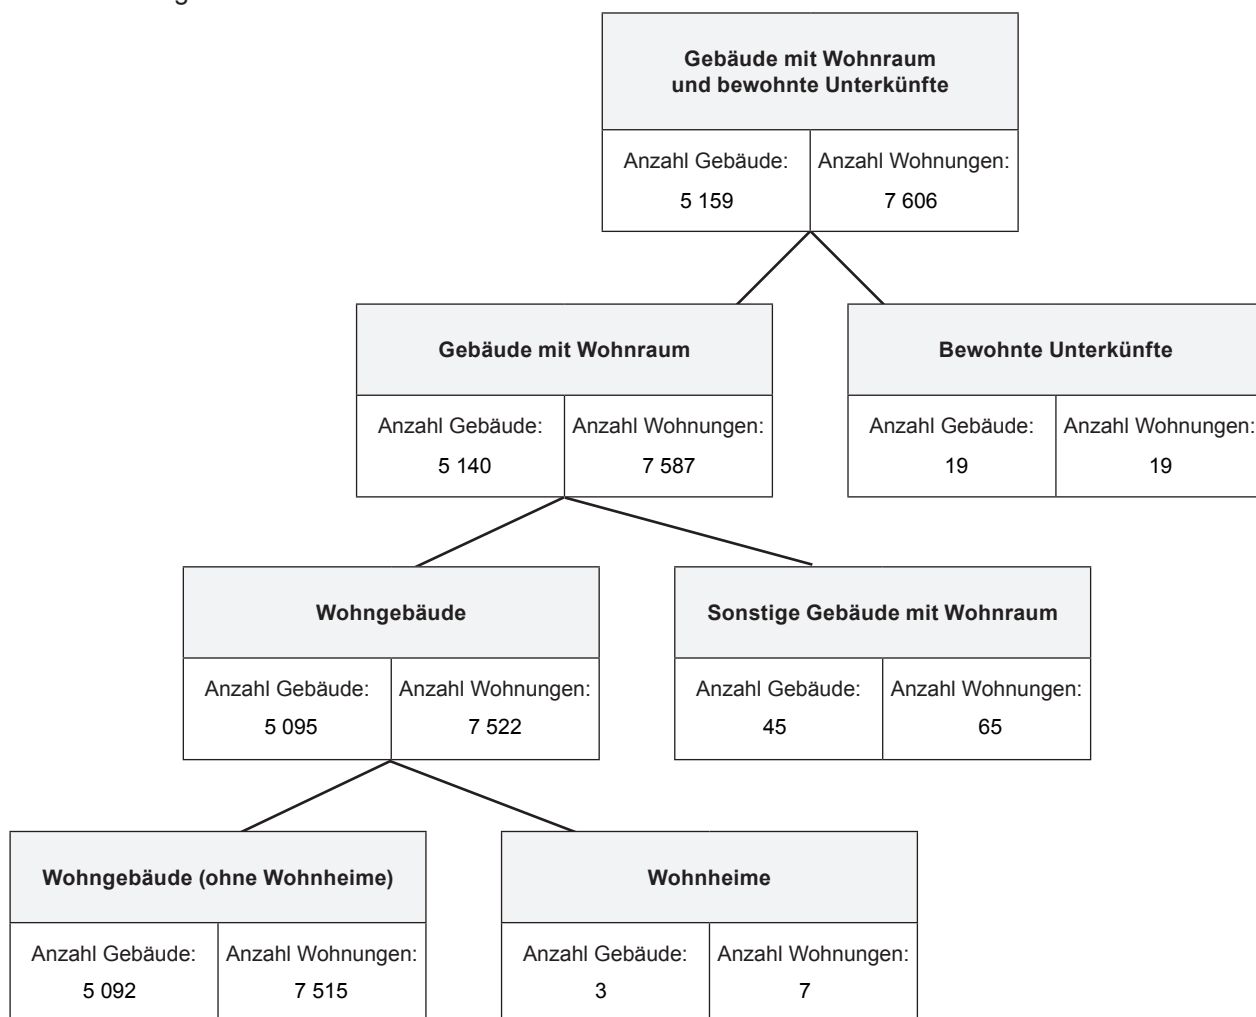 Gebäude mit Wohnraum
und bewohnte Unterkünfte
Anzahl Gebäude: Anzahl Wohnungen:
5 159 7 606
Gebäude mit Wohnraum Bewohnte Unterkünfte
Anzahl Gebäude: Anzahl Wohnungen: Anzahl Gebäude: Anzahl Wohnungen:
5 140 7 587 19 19
Wohngebäude Sonstige Gebäude mit Wohnraum
Anzahl Gebäude: Anzahl Wohnungen: Anzahl Gebäude: Anzahl Wohnungen:
5 095 7 522 45 65
Wohngebäude (ohne Wohnheime) Wohnheime
Anzahl Gebäude: Anzahl Wohnungen: Anzahl Gebäude: Anzahl Wohnungen:
5 092 7 515 3 7